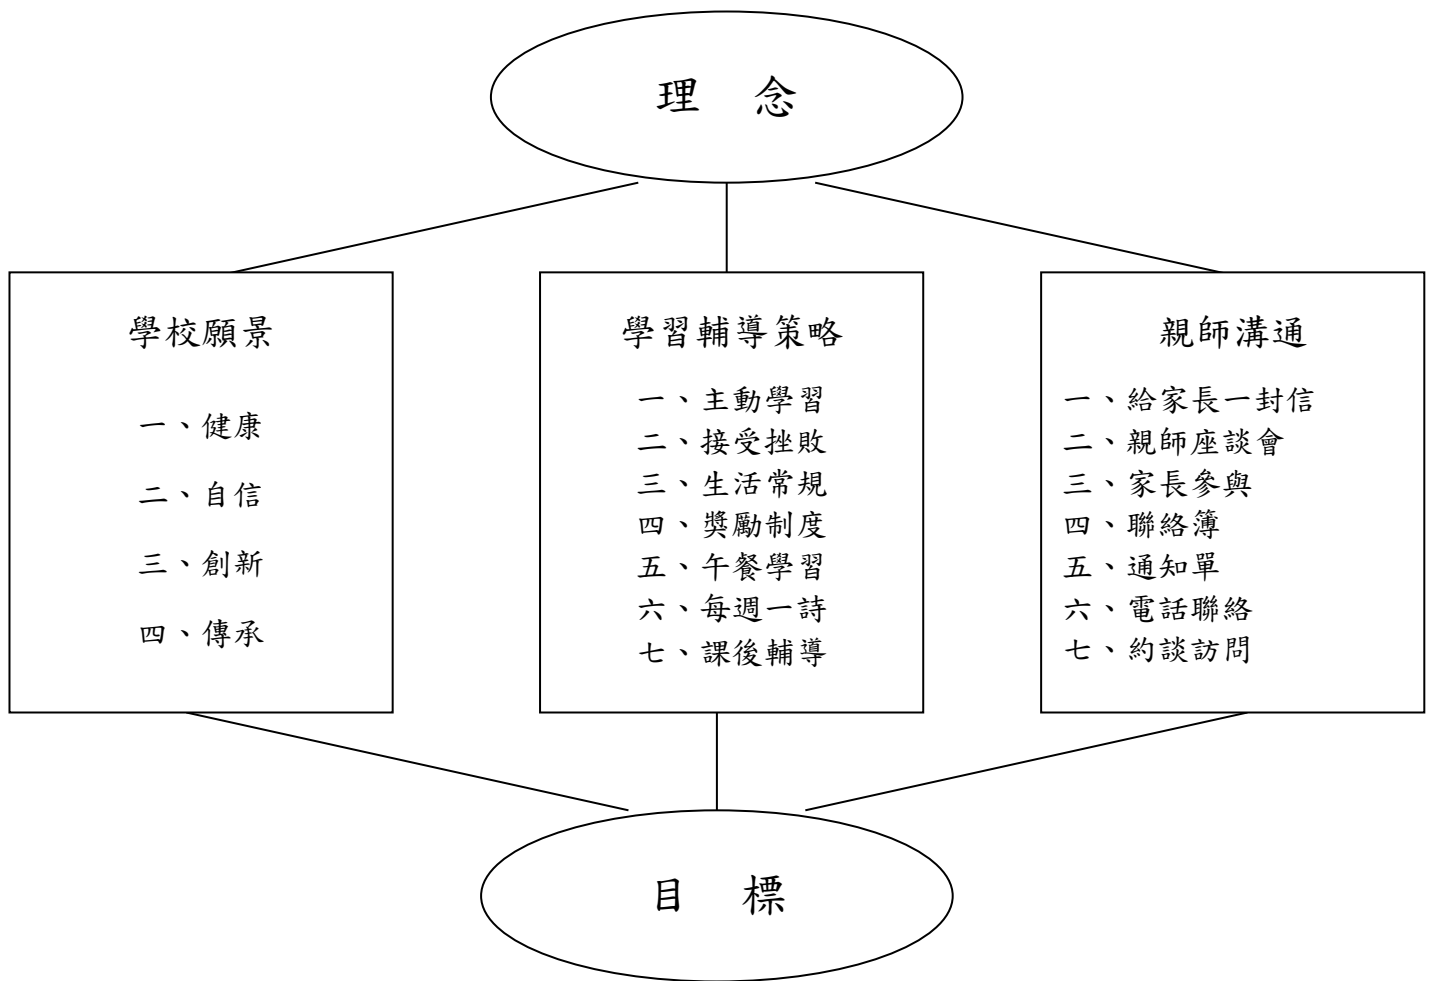 理 念
學校願景
一、健康
二、自信
三、創新
四、傳承
學習輔導策略
一、主動學習
二、接受挫敗
三、生活常規
四、獎勵制度
五、午餐學習
六、每週一詩
七、課後輔導
親師溝通
一、給家長一封信
二、親師座談會
三、家長參與
四、聯絡簿
五、通知單
六、電話聯絡
七、約談訪問
目 標